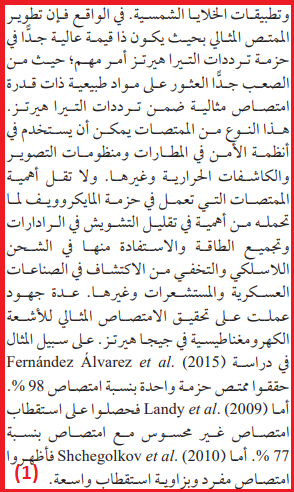 وتطبيقات الخلايا الشمسية. في الواقع فإن تطوير
الممتص المثالي بحيث يكون ذا قيمة عالية جدًّا في
حزمة ترددات التيرا هيرتز أمر مهم؛ حيث من
الصعب جدًّا العثور على مواد طبيعية ذات قدرة
امتصاص مثالية ضمن ترددات التيرا هيرتز.
هذا النوع من الممتصات يمكن أن يستخدم في
أنظمة الأمن في المطارات ومنظومات التصوير
والكاشفات الحرارية وغيرها. ولا تقل أهمية
الممتصات التي تعمل في حزمة المايكروويف لما
تحمله من أهمية في تقليل التشويش في الرادارات
وتجميع الطاقة والاستفادة منها في الشحن
اللاسلكي والتخفي من الاكتشاف في الصناعات
العسكرية والمستشعرات وغيرها. عدة جهود
عملت على تحقيق الامتصاص المثالي للأشعة
الكهرومغناطيسية في جيجا هيرتز. على سبيل المثال
في دراسة Fernández Álvarez et al. (2015)
حققوا ممتص حزمة واحدة بنسبة امتصاص 98 %.
أما Landy et al. (2009) فحصلوا على استقطاب
امتصاص غير محسوس مع امتصاص بنسبة
77 %. أما Shchegolkov et al. (2010) فأظهروا
امتصاص مفرد وبزاوية استقطاب واسعة.
(1)